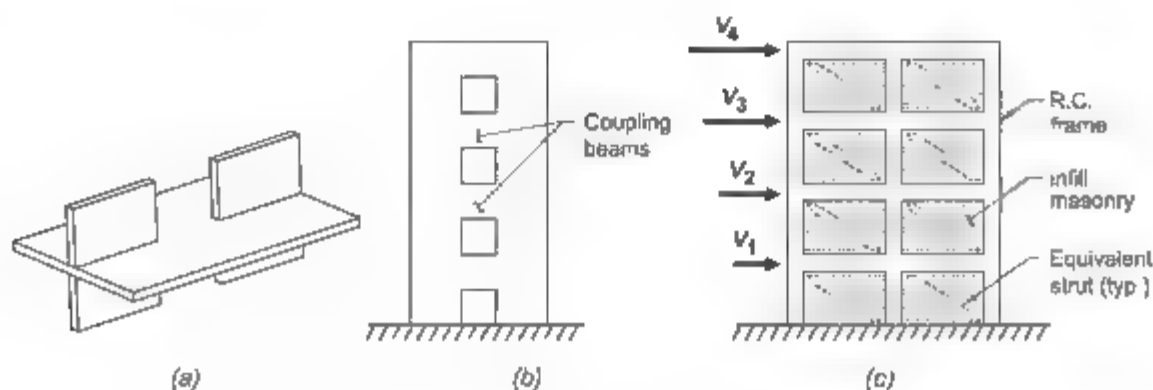 V4
V3
V2
V1
Coupling
beams
R.C.
frame
infill
masonry
Equivalent
strut (typ.)
(a)
(b)
(c)